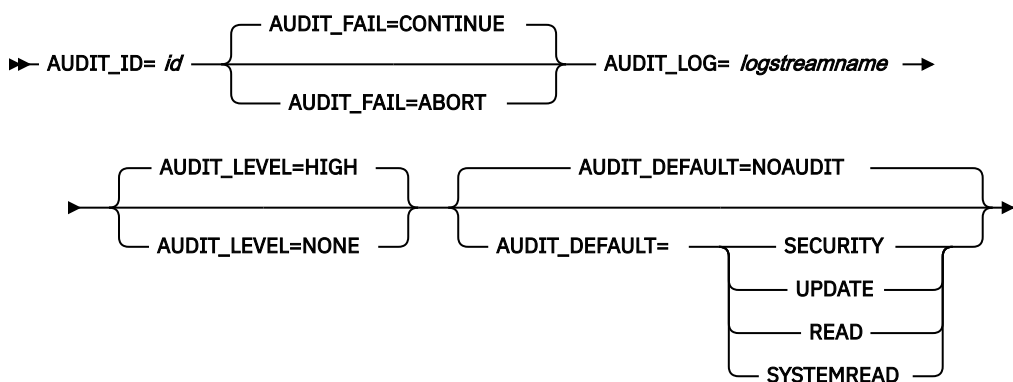 AUDIT_FAIL=CONTINUE
AUDIT_ID= id
AUDIT_LOG= logstreamname
AUDIT_FAIL=ABORT
AUDIT_LEVEL=HIGH
AUDIT_DEFAULT=NOAUDIT
AUDIT_LEVEL=NONE
AUDIT_DEFAULT=
SECURITY
UPDATE
READ
SYSTEMREAD